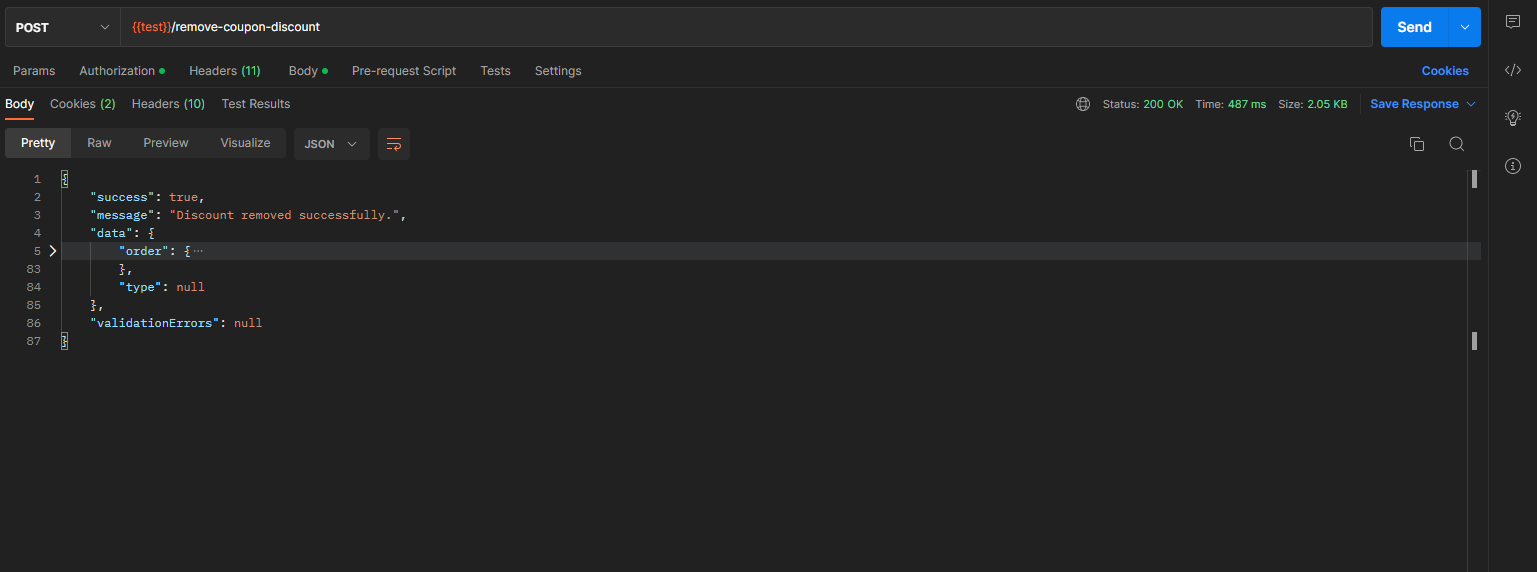 POST {{test}}/remove-coupon-discount Send
Params Authorization Headers (11) Body Pre-request Script Tests Settings Cookies
Body Cookies (2) Headers (10) Test Results Status: 200 OK Time: 487 ms Size: 2.05 KB Save Response
Pretty Raw Preview Visualize JSON
1 {
2 "success": true,
3 "message": "Discount removed successfully.",
4 "data": {
5 "order": {⋯
83 },
84 "type": null
85 },
86 "validationErrors": null
87 }